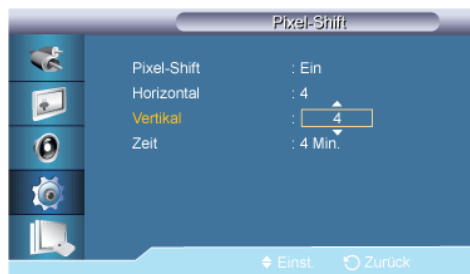 Pixel-Shift
Pixel-Shift : Ein
Horizontal : 4
Vertikal : 4
Zeit : 4 Min.
Einst. Zurück